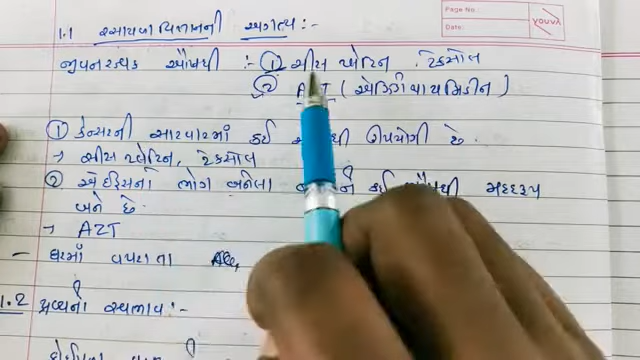 Page No.:
Date:
youva
1.1 રસાયણ વિજ્ઞાનની અગત્ય :-
જીવનરક્ષક ઔષધી :- ① સીસ પ્લેટિન, ટેક્સોલ
② AZT (એઝિડોથાયમિડીન)
① કેન્સરની સારવારમાં કઈ ઉપયોગી છે.
→ સીસ પ્લેટિન, ટેક્સોલ
② એઈડ્સનો ભોગ બનેલા કઈ ઔષધી મદદરૂપ
બને છે.
→ AZT
- ઘરમાં વપરાતા
1.2 દ્રવ્યનો સ્વભાવ :-